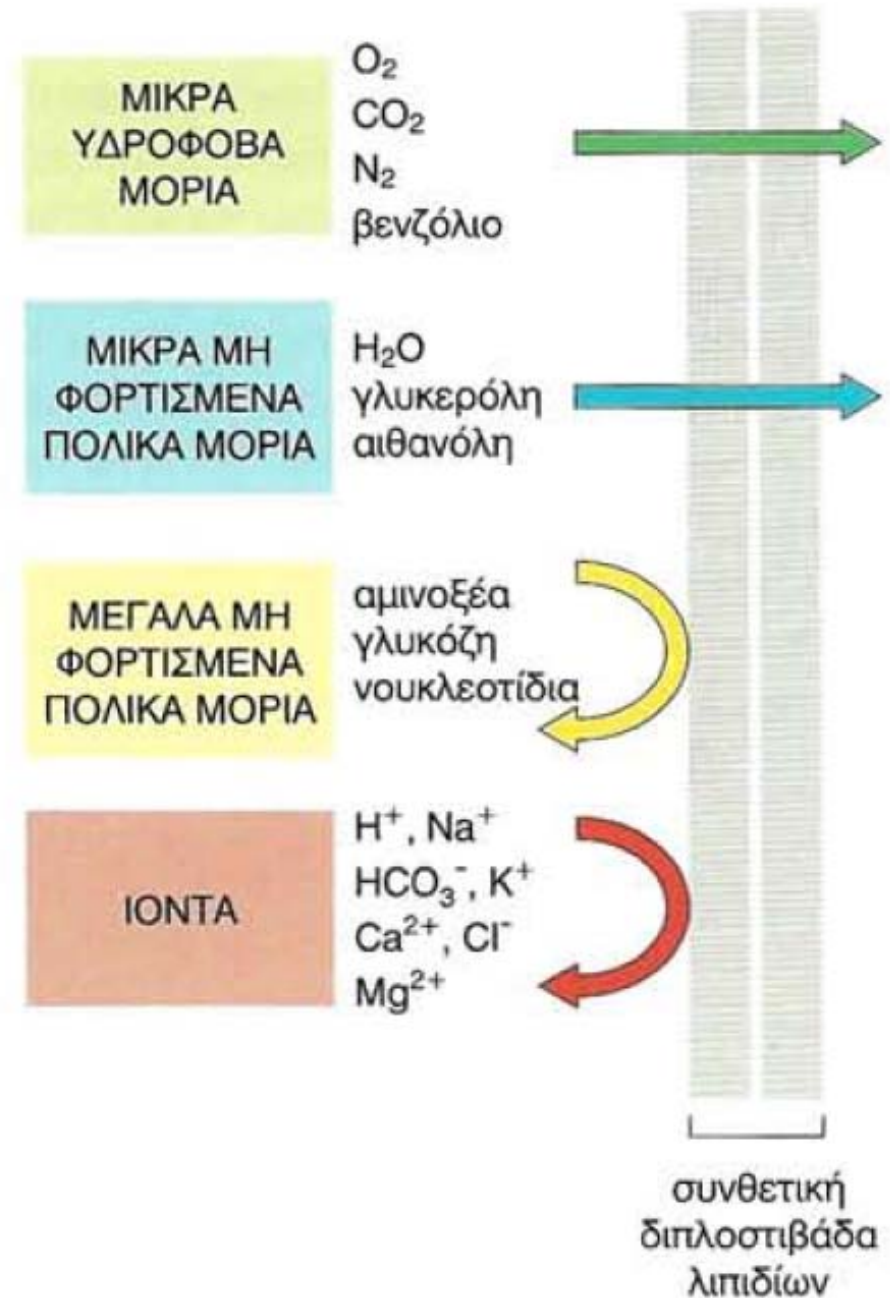 ΜΙΚΡΑ
ΥΔΡΟΦΟΒΑ
ΜΟΡΙΑ
O₂
CO₂
N₂
βενζόλιο
ΜΙΚΡΑ ΜΗ
ΦΟΡΤΙΣΜΕΝΑ
ΠΟΛΙΚΑ ΜΟΡΙΑ
H₂O
γλυκερόλη
αιθανόλη
ΜΕΓΑΛΑ ΜΗ
ΦΟΡΤΙΣΜΕΝΑ
ΠΟΛΙΚΑ ΜΟΡΙΑ
αμινοξέα
γλυκόζη
νουκλεοτίδια
ΙΟΝΤΑ
H⁺, Na⁺
HCO₃⁻, K⁺
Ca²⁺, Cl⁻
Mg²⁺
συνθετική
διπλοστιβάδα
λιπιδίων